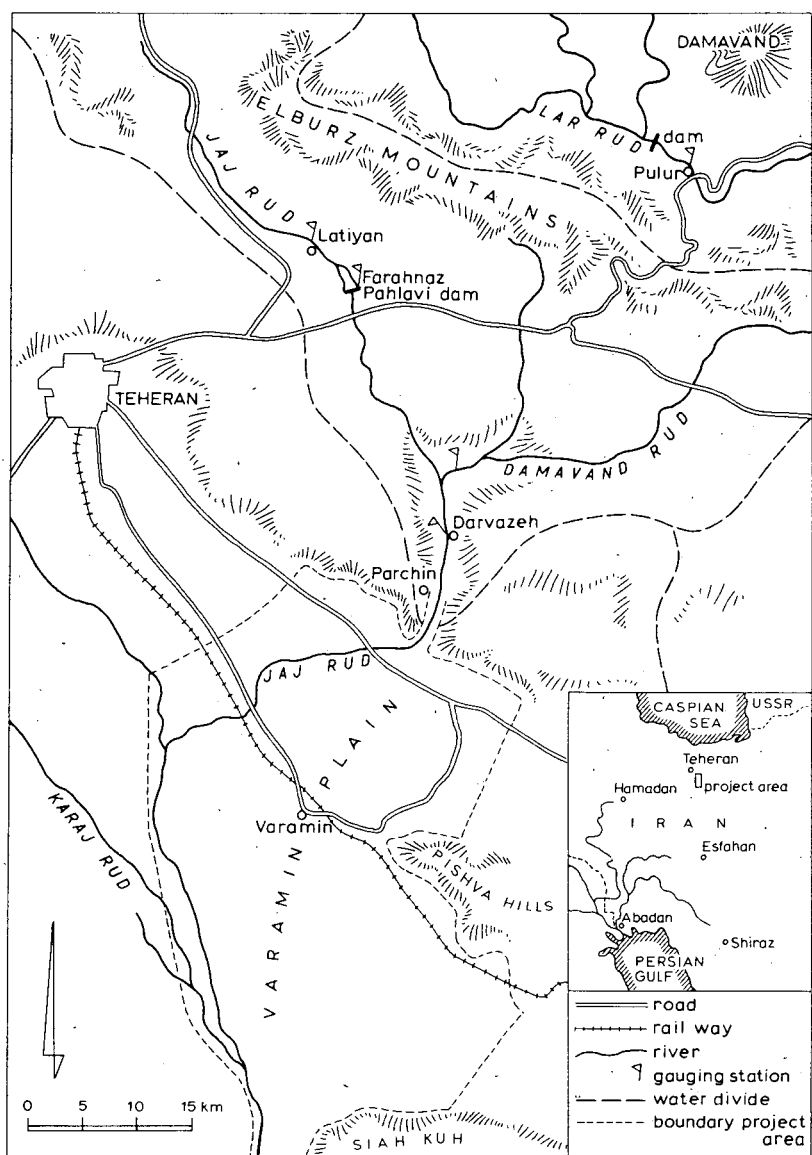 DAMAVAND
LAR RUD
dam
Pulur
ELBURZ MOUNTAINS
JAJ RUD
Latiyan
Farahnaz
Pahlavi dam
TEHERAN
DAMAVAND RUD
Darvazeh
Parchin
JAJ RUD
VARAMIN PLAIN
Varamin
KARAJ RUD
PISHVA HILLS
SIAH KUH
0 5 10 15 km
CASPIAN
SEA
USSR
Teheran
project area
Hamadan
IRAN
Esfahan
Abadan
Shiraz
PERSIAN
GULF
road
rail way
river
gauging station
water divide
boundary project
area